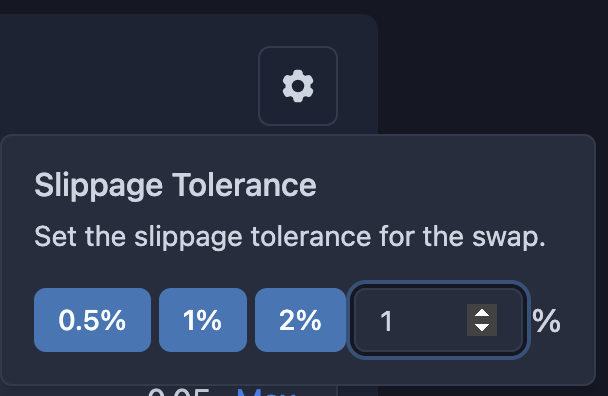 Slippage Tolerance
Set the slippage tolerance for the swap.
0.5% 1% 2% 1 %